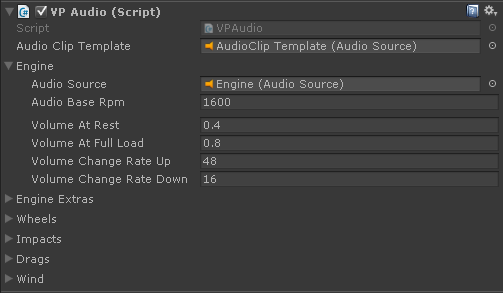 VP Audio (Script)
Script VPAudio
Audio Clip Template AudioClip Template (Audio Source)
Engine
Audio Source Engine (Audio Source)
Audio Base Rpm 1600
Volume At Rest 0.4
Volume At Full Load 0.8
Volume Change Rate Up 48
Volume Change Rate Down 16
Engine Extras
Wheels
Impacts
Drags
Wind